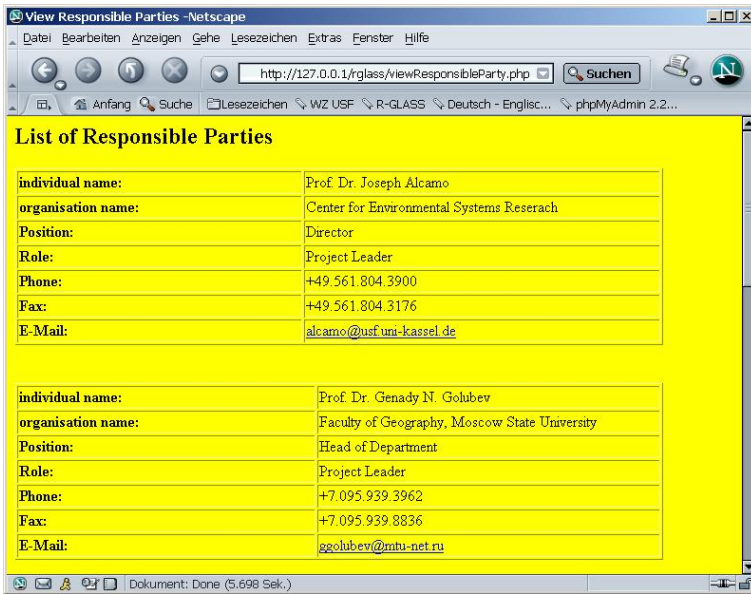 View Responsible Parties -Netscape
Datei Bearbeiten Anzeigen Gehe Lesezeichen Extras Fenster Hilfe
http://127.0.0.1/rglass/viewResponsibleParty.php Suchen N
Anfang Suche Lesezeichen WZ USF R-GLASS Deutsch - Englisc... phpMyAdmin 2.2...
List of Responsible Parties
individual name: Prof. Dr. Joseph Alcamo
organisation name: Center for Environmental Systems Reserach
Position: Director
Role: Project Leader
Phone: +49.561.804.3900
Fax: +49.561.804.3176
E-Mail: alcamo@usf.uni-kassel.de
individual name: Prof. Dr. Genady N. Golubev
organisation name: Faculty of Geography, Moscow State University
Position: Head of Department
Role: Project Leader
Phone: +7.095.939.3962
Fax: +7.095.939.8836
E-Mail: ggolubev@mtu-net.ru
Dokument: Done (5.698 Sek.)